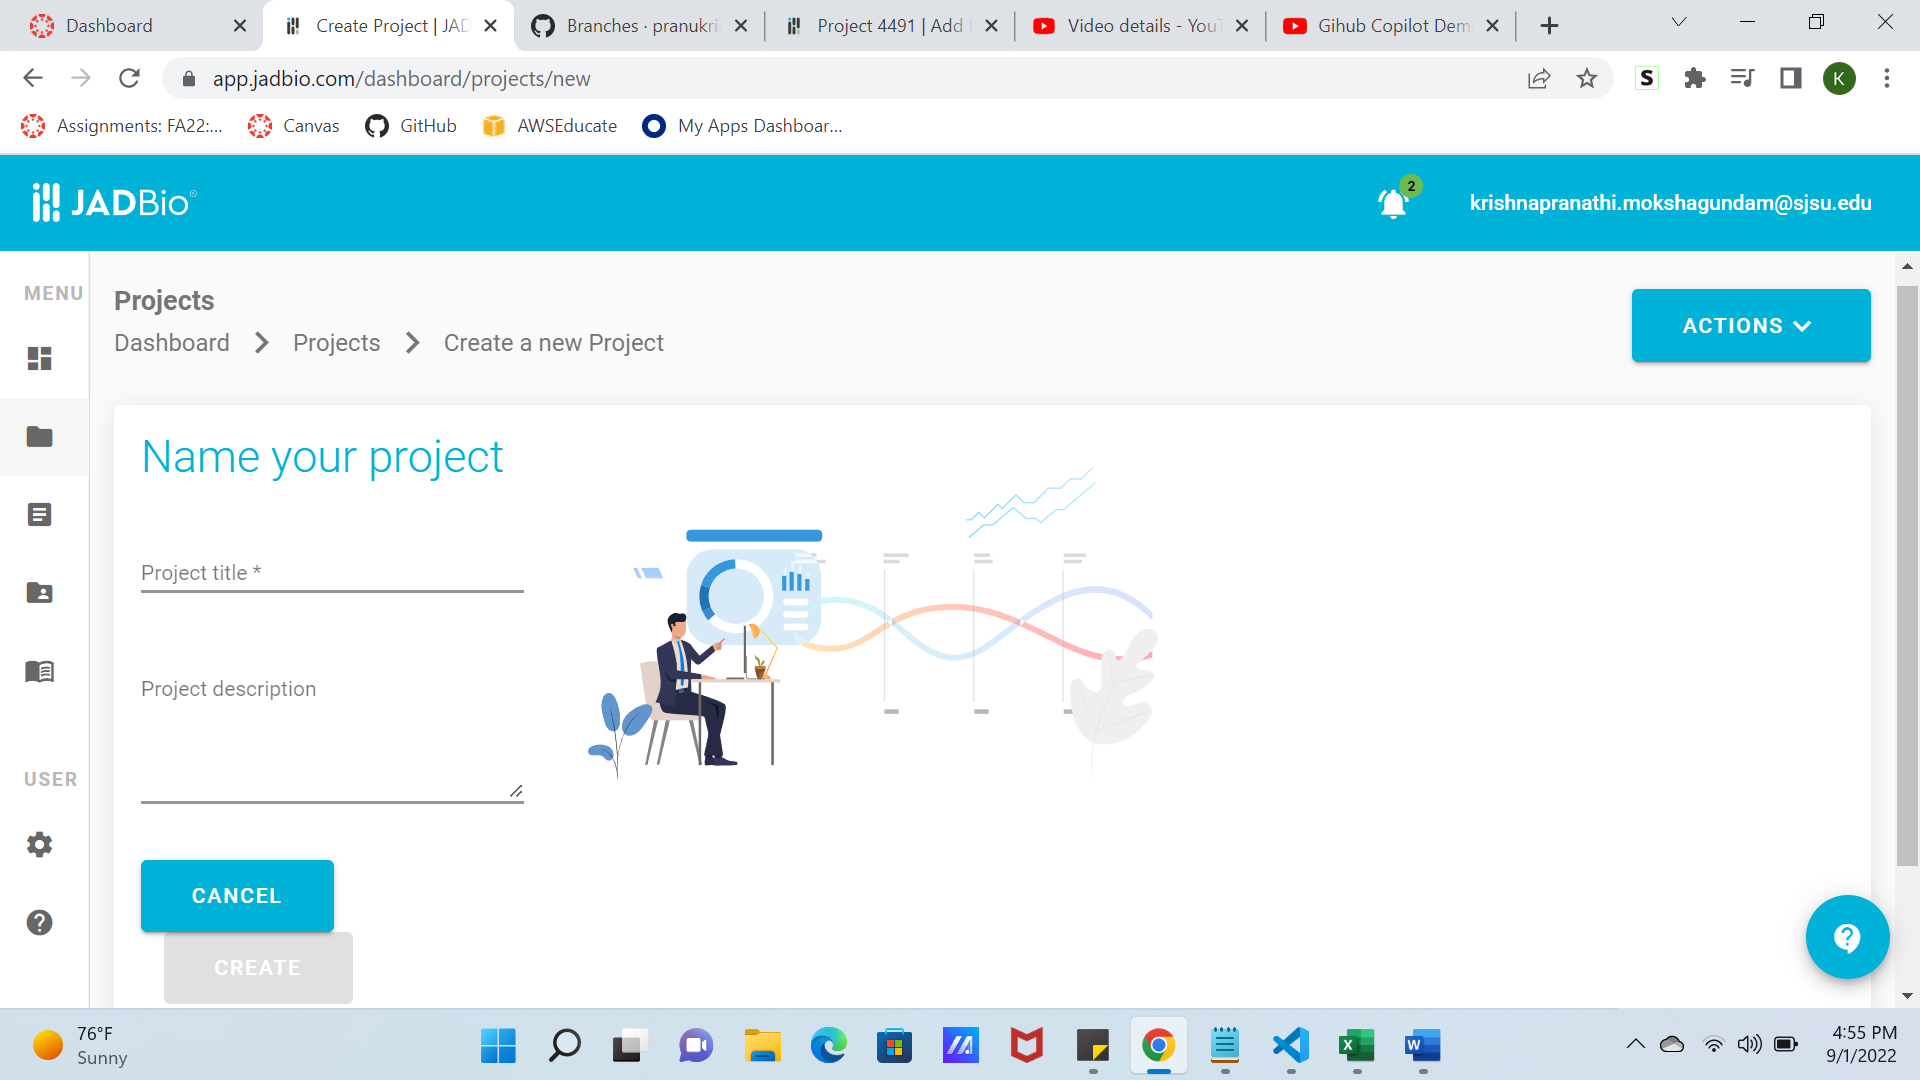 Dashboard
Create Project | JAD
Branches · pranukris
Project 4491 | Add
Video details - YouT
Gihub Copilot Dem
app.jadbio.com/dashboard/projects/new
S
K
Assignments: FA22:...
Canvas
GitHub
AWSEducate
My Apps Dashboar...
JADBio®
2
krishnapranathi.mokshagundam@sjsu.edu
MENU
Projects
Dashboard
Projects
Create a new Project
ACTIONS
Name your project
Project title *
Project description
USER
CANCEL
CREATE
76°F
Sunny
4:55 PM
9/1/2022